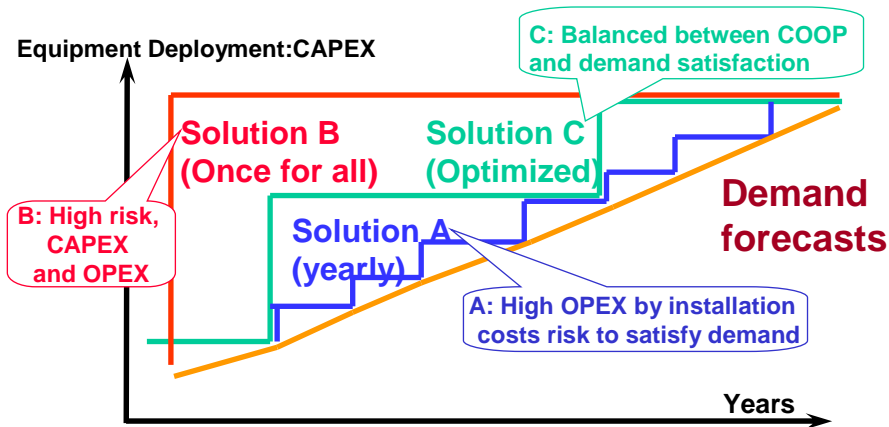 Equipment Deployment:CAPEX
C: Balanced between COOP
and demand satisfaction
Solution B
(Once for all)
Solution C
(Optimized)
B: High risk,
CAPEX
and OPEX
Solution A
(yearly)
Demand
forecasts
A: High OPEX by installation
costs risk to satisfy demand
Years